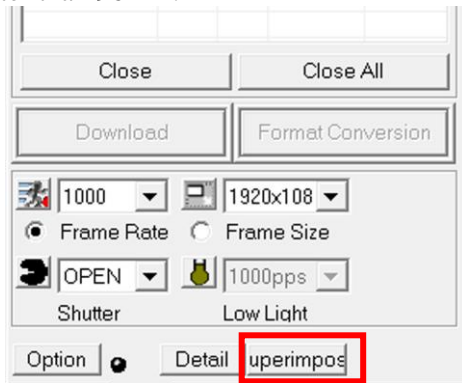 Close Close All
Download Format Conversion
1000 1920x108
Frame Rate Frame Size
OPEN 1000pps
Shutter Low Light
Option Detail uperimpos